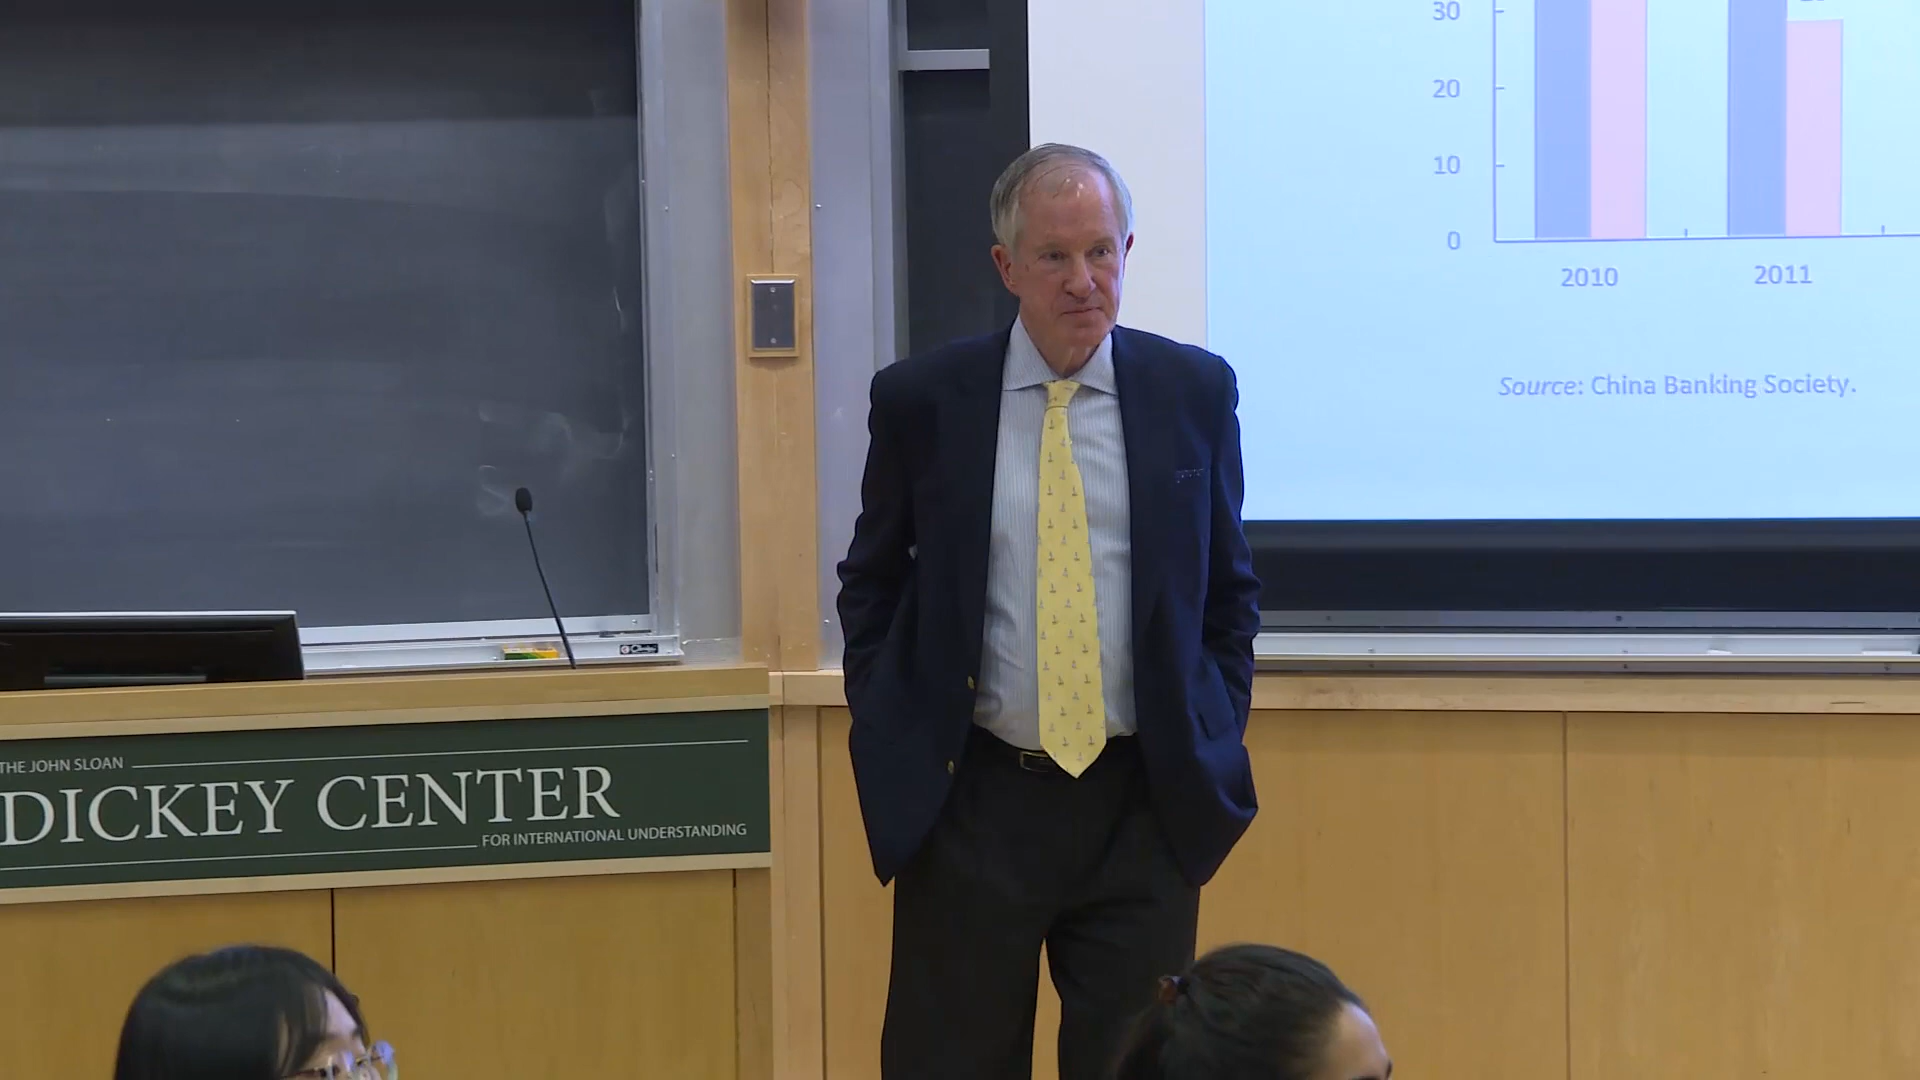 THE JOHN SLOAN
DICKEY CENTER
FOR INTERNATIONAL UNDERSTANDING
30
20
10
0
2010
2011
Source: China Banking Society.